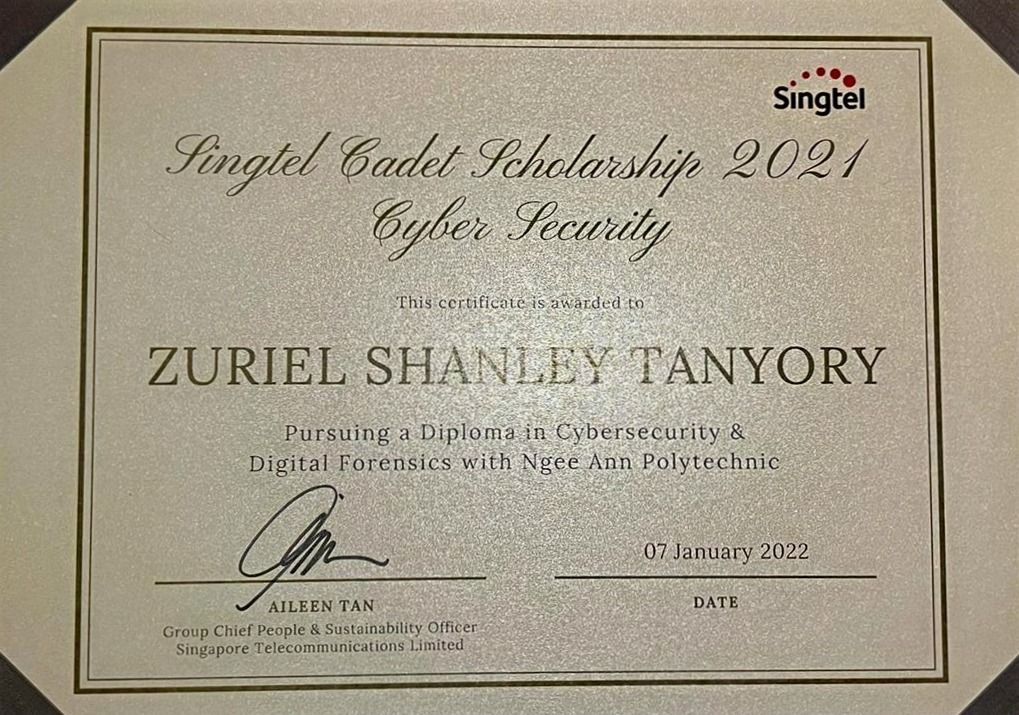 Singtel
Singtel Cadet Scholarship 2021
Cyber Security
This certificate is awarded to
ZURIEL SHANLEY TANYORY
Pursuing a Diploma in Cybersecurity &
Digital Forensics with Ngee Ann Polytechnic
07 January 2022
AILEEN TAN
DATE
Group Chief People & Sustainability Officer
Singapore Telecommunications Limited